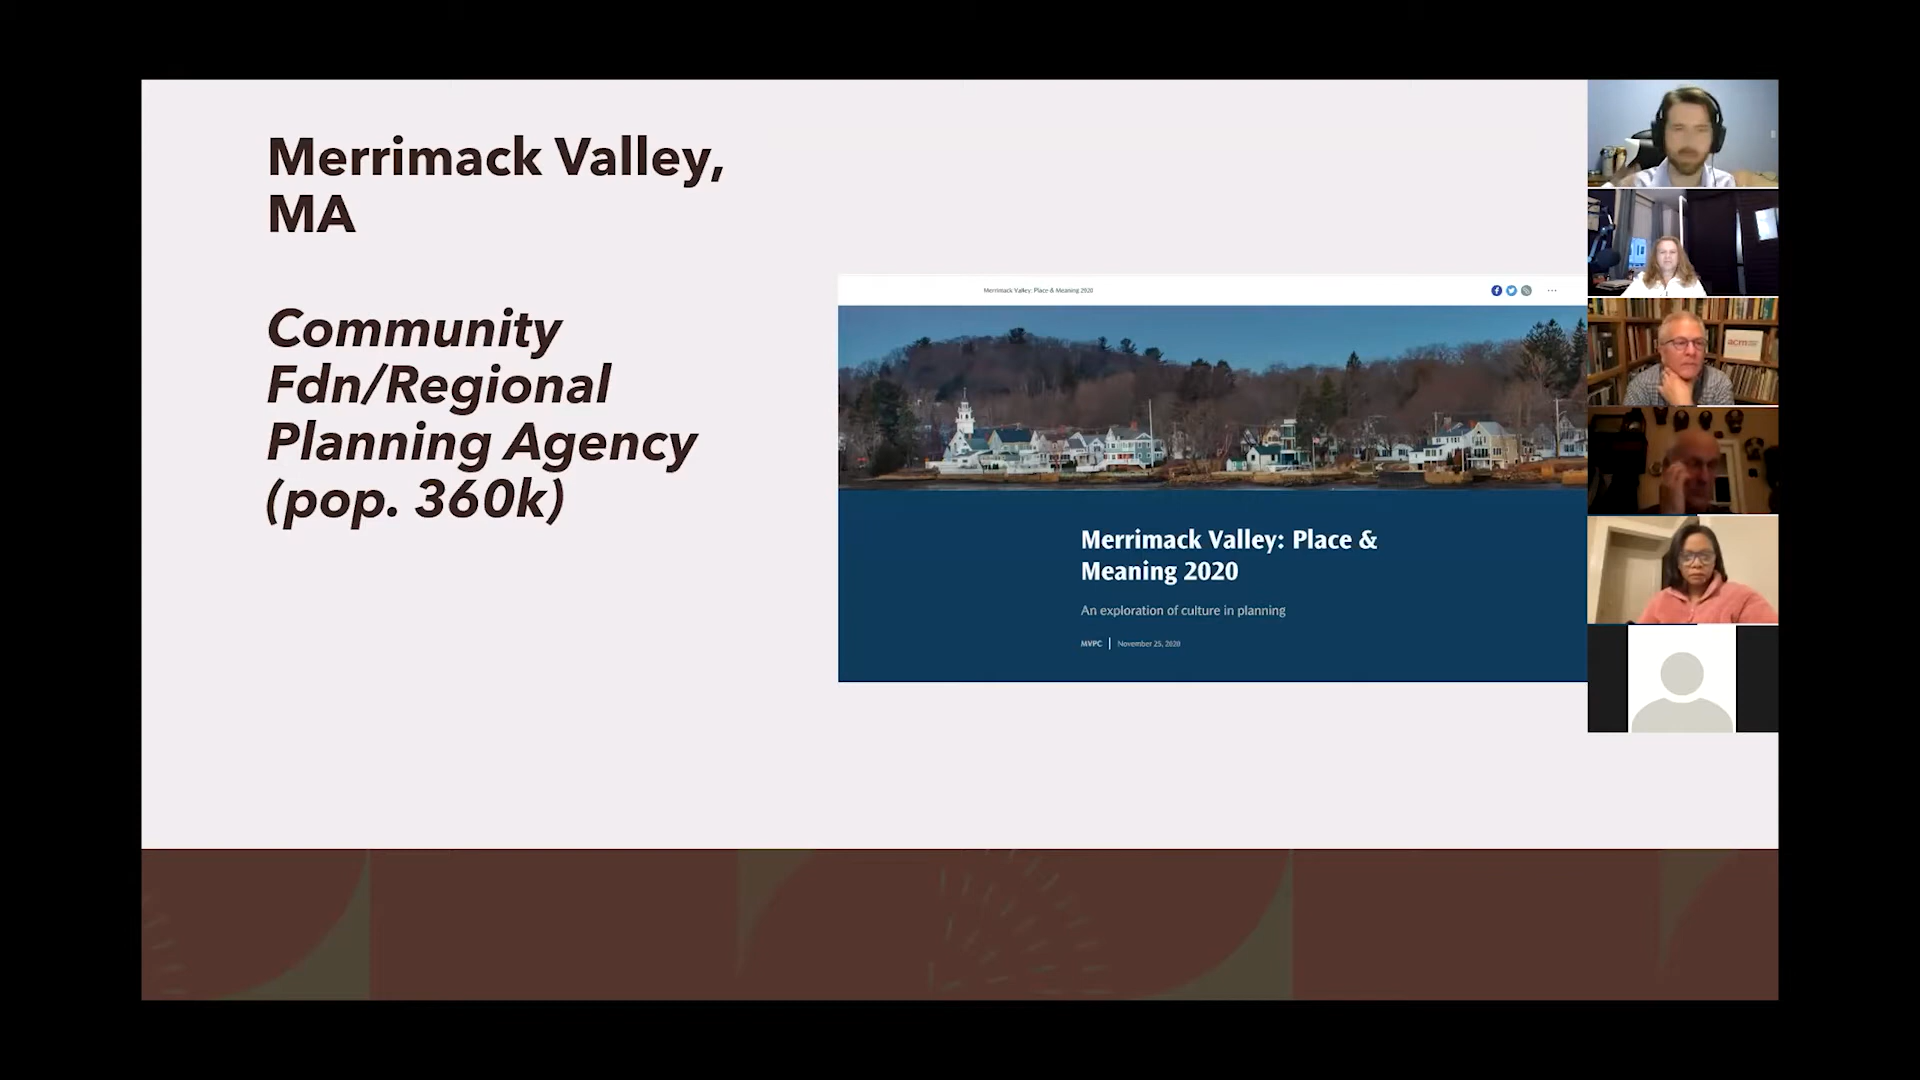 Merrimack Valley,
MA
Community
Fdn/Regional
Planning Agency
(pop. 360k)
Merrimack Valley: Place & Meaning 2020
Merrimack Valley: Place &
Meaning 2020
An exploration of culture in planning
MVPC | November 25, 2020
acm